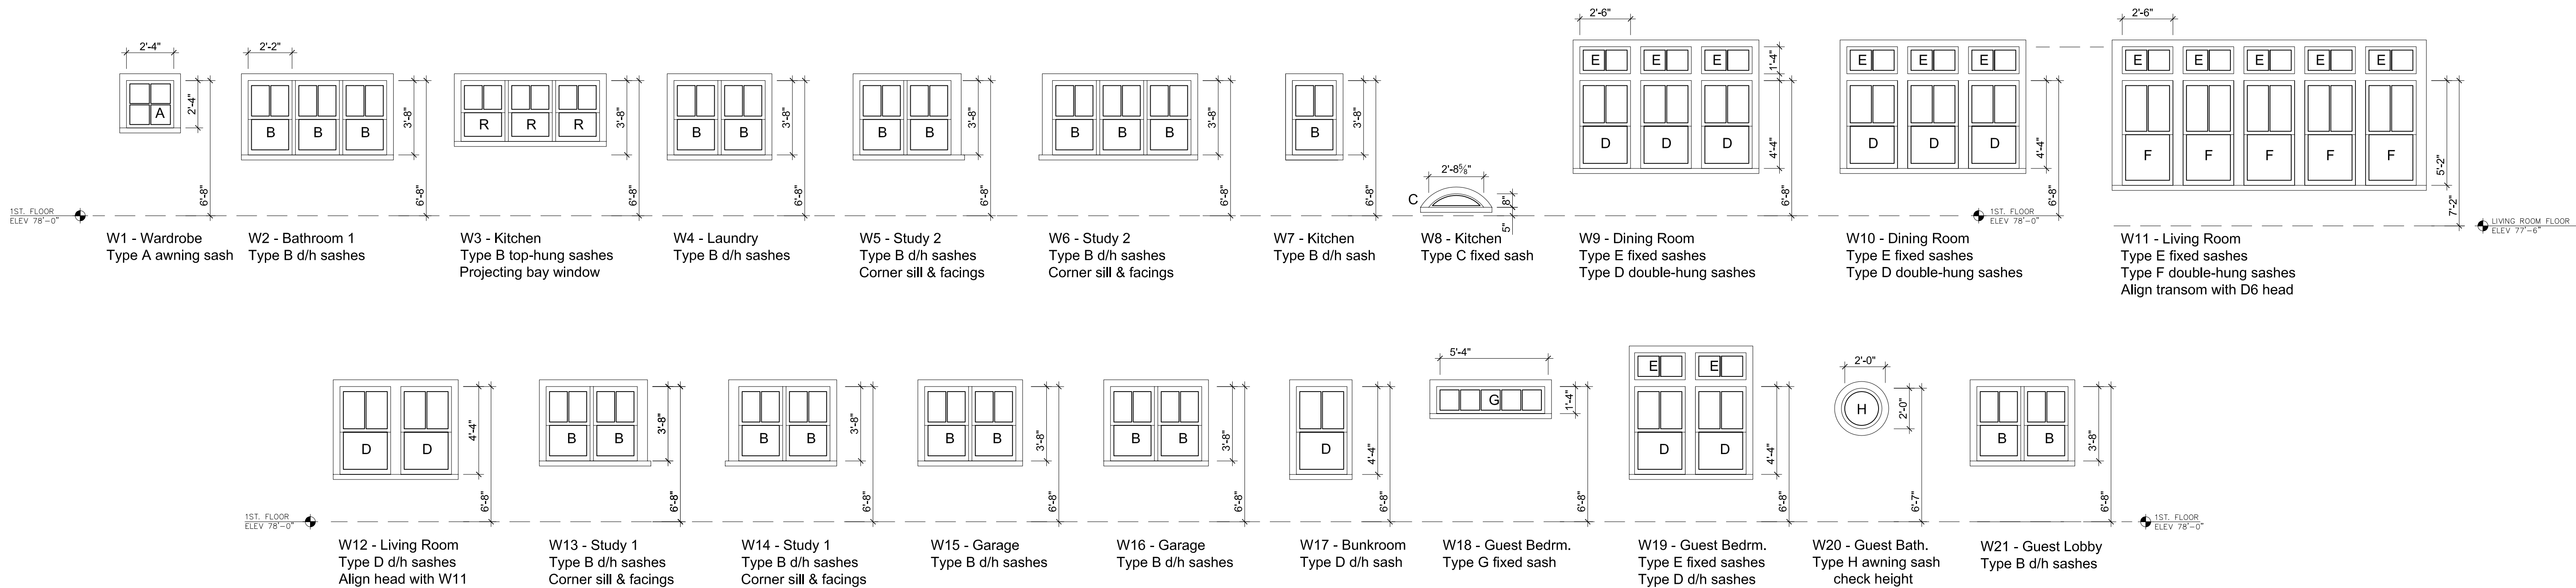 2'-4"
2'-4"
6'-8"
A
1ST. FLOOR
ELEV 78'-0"
W1 - Wardrobe
Type A awning sash
2'-2"
B B B
3'-8"
6'-8"
W2 - Bathroom 1
Type B d/h sashes
R R R
3'-8"
6'-8"
W3 - Kitchen
Type B top-hung sashes
Projecting bay window
B B
3'-8"
6'-8"
W4 - Laundry
Type B d/h sashes
B B
3'-8"
6'-8"
W5 - Study 2
Type B d/h sashes
Corner sill & facings
B B B
3'-8"
6'-8"
W6 - Study 2
Type B d/h sashes
Corner sill & facings
B
3'-8"
6'-8"
W7 - Kitchen
Type B d/h sash
2'-8⅝"
C
8"
5"
W8 - Kitchen
Type C fixed sash
2'-6"
E E E
1'-4"
D D D
4'-4"
6'-8"
W9 - Dining Room
Type E fixed sashes
Type D double-hung sashes
E E E
D D D
4'-4"
6'-8"
1ST. FLOOR
ELEV 78'-0"
W10 - Dining Room
Type E fixed sashes
Type D double-hung sashes
2'-6"
E E E E E
F F F F F
5'-2"
7'-2"
LIVING ROOM FLOOR
ELEV 77'-6"
W11 - Living Room
Type E fixed sashes
Type F double-hung sashes
Align transom with D6 head
D D
4'-4"
6'-8"
1ST. FLOOR
ELEV 78'-0"
W12 - Living Room
Type D d/h sashes
Align head with W11
B B
3'-8"
6'-8"
W13 - Study 1
Type B d/h sashes
Corner sill & facings
B B
3'-8"
6'-8"
W14 - Study 1
Type B d/h sashes
Corner sill & facings
B B
3'-8"
6'-8"
W15 - Garage
Type B d/h sashes
B B
3'-8"
6'-8"
W16 - Garage
Type B d/h sashes
D
4'-4"
6'-8"
W17 - Bunkroom
Type D d/h sash
5'-4"
G
1'-4"
6'-8"
W18 - Guest Bedrm.
Type G fixed sash
E E
D D
4'-4"
6'-8"
W19 - Guest Bedrm.
Type E fixed sashes
Type D d/h sashes
2'-0"
H
2'-0"
6'-7"
W20 - Guest Bath.
Type H awning sash
check height
B B
3'-8"
6'-8"
W21 - Guest Lobby
Type B d/h sashes
1ST. FLOOR
ELEV 78'-0"